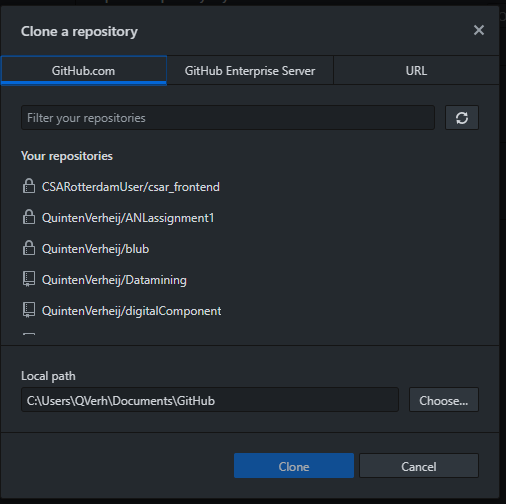 Clone a repository
GitHub.com GitHub Enterprise Server URL
Filter your repositories
Your repositories
CSARotterdamUser/csar_frontend
QuintenVerheij/ANLassignment1
QuintenVerheij/blub
QuintenVerheij/Datamining
QuintenVerheij/digitalComponent
Local path
C:\Users\QVerh\Documents\GitHub Choose...
Clone Cancel